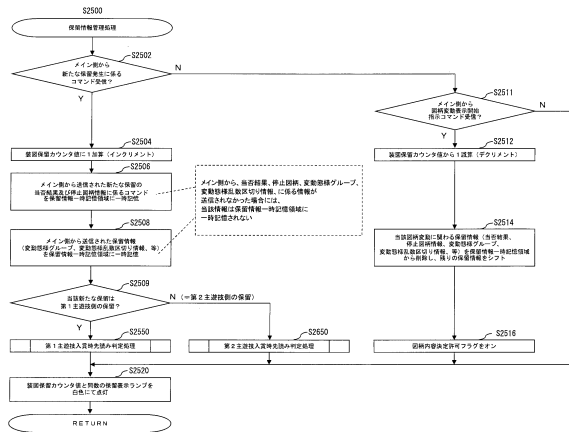 S2500
保留情報管理処理
S2502
メイン側から
新たな保留発生に係る
コマンド受信?
N
Y
S2504
装図保留カウンタ値に1加算(インクリメント)
S2506
メイン側から送信された新たな保留の
当否結果及び停止図柄情報に係るコマンド
を保留情報一時記憶領域に一時記憶
メイン側から、当否結果、停止図柄、変動態様グループ、
変動態様乱数区切り情報、に係る情報が
送信されなかった場合には、
当該情報は保留情報一時記憶領域に
一時記憶されない
S2508
メイン側から送信された保留情報
(変動態様グループ、変動態様乱数区切り情報、等)
を保留情報一時記憶領域に一時記憶
S2509
当該新たな保留は
第1主遊技側の保留?
N (=第2主遊技側の保留)
Y
S2550
第1主遊技入賞時先読み判定処理
S2650
第2主遊技入賞時先読み判定処理
S2511
メイン側から
図柄変動表示開始
指示コマンド受信?
N
Y
S2512
装図保留カウンタ値から1減算(デクリメント)
S2514
当該図柄変動に関わる保留情報(当否結果、
停止図柄情報、変動態様グループ、
変動態様乱数区切り情報、等)を保留情報一時記憶領域
から削除し、残りの保留情報をシフト
S2516
図柄内容決定許可フラグをオン
S2520
装図保留カウンタ値と同数の保留表示ランプを
白色にて点灯
RETURN